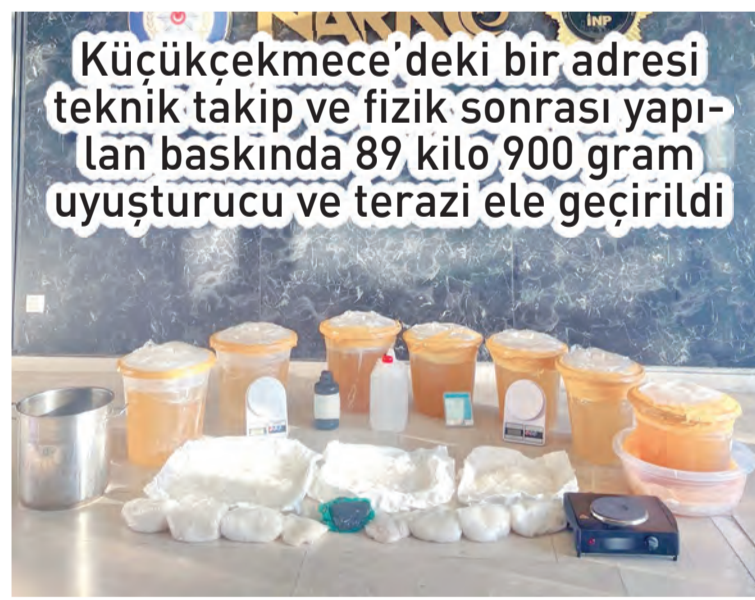 İNP
Küçükçekmece’deki bir adresi
teknik takip ve fizik sonrası yapı-
lan baskında 89 kilo 900 gram
uyuşturucu ve terazi ele geçirildi